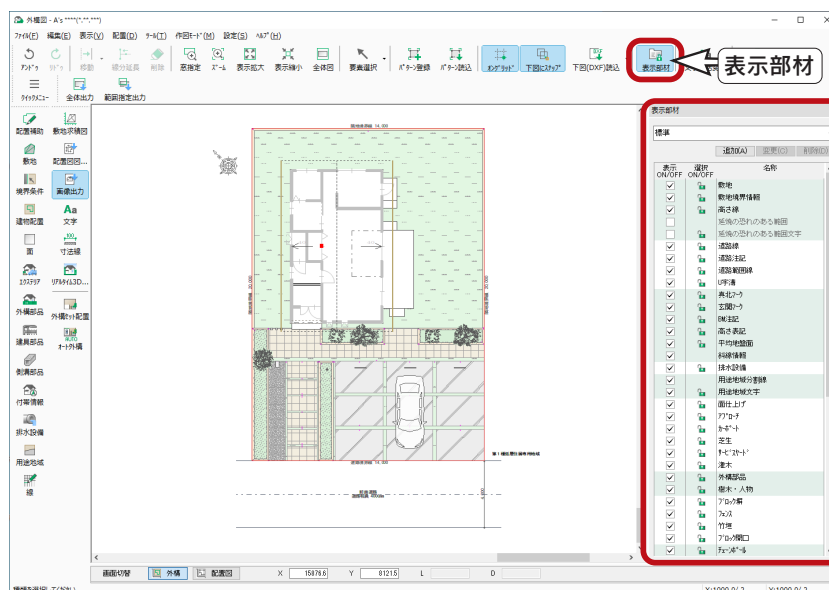 外構図 - A's ****(*.**.***)
ﾌｧｲﾙ(F) 編集(E) 表示(V) 配置(D) ﾂｰﾙ(T) 作図ﾓｰﾄﾞ(M) 設定(S) ﾍﾙﾌﾟ(H)
ｱﾝﾄﾞｩ ﾘﾄﾞｩ 移動 線分延長 削除 窓指定 ｽﾞｰﾑ 表示拡大 表示縮小 全体図 要素選択 ﾊﾟﾀｰﾝ登録 ﾊﾟﾀｰﾝ読込 ｵﾝｸﾞﾘｯﾄﾞ 下図にｽﾅｯﾌﾟ 下図(DXF)読込 表示部材
表示部材
ｸｲｯｸﾒﾆｭｰ 全体出力 範囲指定出力
配置補助 敷地求積図
敷地 配置図図...
境界条件 画像出力
建物配置 文字
面 寸法線
ｴｸｽﾃﾘｱ ﾘｱﾙﾀｲﾑ3D...
外構部品 外構ｾｯﾄ配置
建具部品 ｵｰﾄ外構
側溝部品
付帯情報
排水設備
用途地域
線
表示部材
標準
追加(A) 変更(C) 削除(D)
表示 ON/OFF 選択 ON/OFF 名称
敷地
敷地境界情報
高さ線
延焼の恐れのある範囲
延焼の恐れのある範囲文字
道路線
道路注記
道路範囲線
U字溝
真北ﾏｰｸ
玄関ﾏｰｸ
BM注記
高さ表記
平均地盤面
斜線情報
排水設備
用途地域分割線
用途地域文字
面仕上げ
ｱﾌﾟﾛｰﾁ
ｶｰﾎﾟｰﾄ
芝生
ｻｰﾋﾞｽﾔｰﾄﾞ
灌木
外構部品
樹木・人物
ﾌﾞﾛｯｸ塀
ﾌｪﾝｽ
竹垣
ﾌﾞﾛｯｸ開口
ﾁｪｰﾝﾎﾟｰﾙ
画面切替 外構 配置図 X 15876.6 Y 8121.5 L D